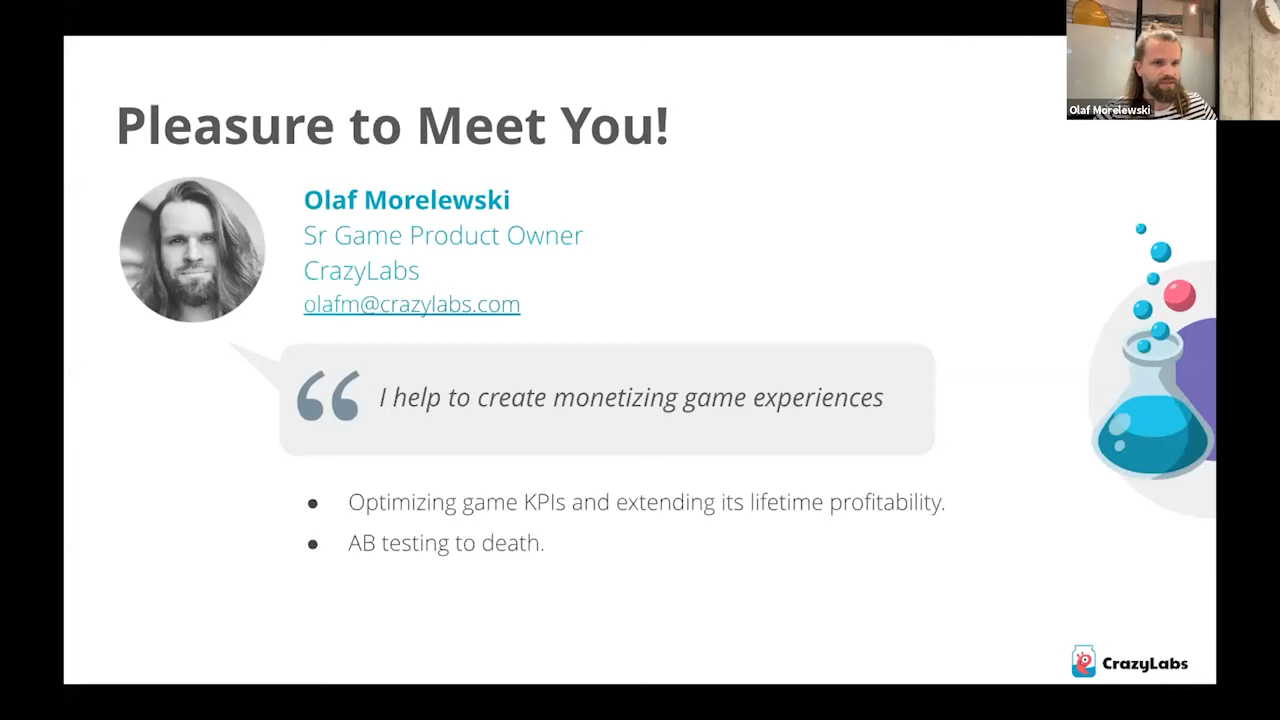 Olaf Morelewski
Pleasure to Meet You!
Olaf Morelewski
Sr Game Product Owner
CrazyLabs
olafm@crazylabs.com
“ I help to create monetizing game experiences
● Optimizing game KPIs and extending its lifetime profitability.
● AB testing to death.
CrazyLabs